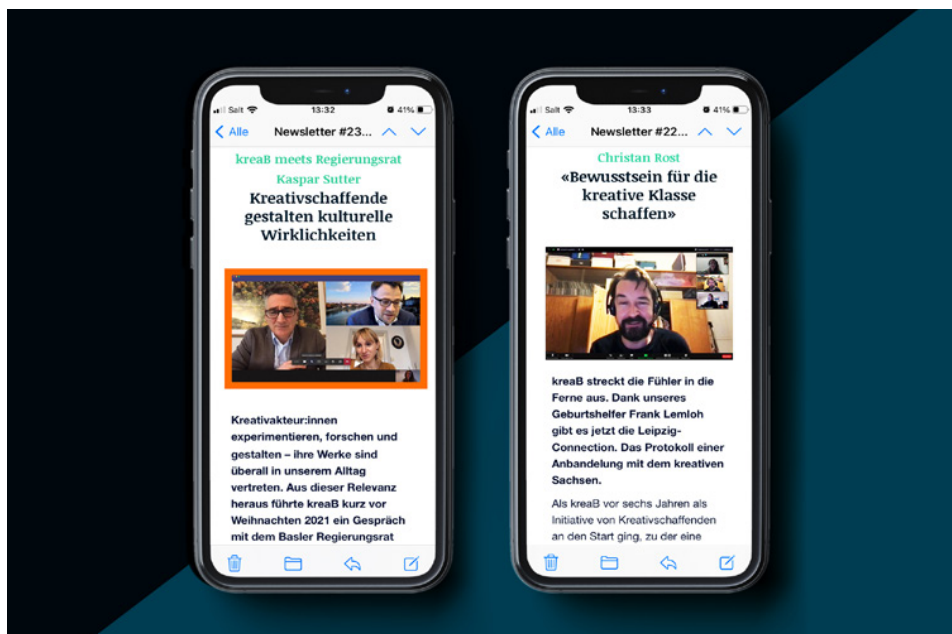 Salt
13:32
41%
Alle
Newsletter #23...
kreaB meets Regierungsrat
Kaspar Sutter
Kreativschaffende
gestalten kulturelle
Wirklichkeiten
Kreativakteur:innen
experimentieren, forschen und
gestalten – ihre Werke sind
überall in unserem Alltag
vertreten. Aus dieser Relevanz
heraus führte kreaB kurz vor
Weihnachten 2021 ein Gespräch
mit dem Basler Regierungsrat
Salt
13:33
41%
Alle
Newsletter #22...
Christan Rost
«Bewusstsein für die
kreative Klasse
schaffen»
kreaB streckt die Fühler in die
Ferne aus. Dank unseres
Geburtshelfer Frank Lemloh
gibt es jetzt die Leipzig-
Connection. Das Protokoll einer
Anbandelung mit dem kreativen
Sachsen.
Als kreaB vor sechs Jahren als
Initiative von Kreativschaffenden
an den Start ging, zu der eine